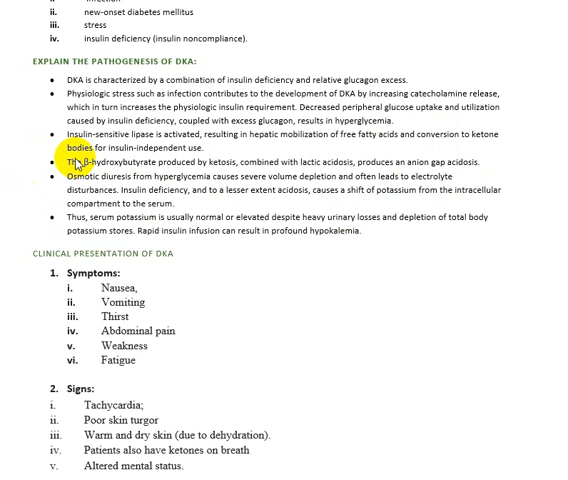 ii. new-onset diabetes mellitus
iii. stress
iv. insulin deficiency (insulin noncompliance).
EXPLAIN THE PATHOGENESIS OF DKA:
• DKA is characterized by a combination of insulin deficiency and relative glucagon excess.
• Physiologic stress such as infection contributes to the development of DKA by increasing catecholamine release,
which in turn increases the physiologic insulin requirement. Decreased peripheral glucose uptake and utilization
caused by insulin deficiency, coupled with excess glucagon, results in hyperglycemia.
• Insulin-sensitive lipase is activated, resulting in hepatic mobilization of free fatty acids and conversion to ketone
bodies for insulin-independent use.
• The β-hydroxybutyrate produced by ketosis, combined with lactic acidosis, produces an anion gap acidosis.
• Osmotic diuresis from hyperglycemia causes severe volume depletion and often leads to electrolyte
disturbances. Insulin deficiency, and to a lesser extent acidosis, causes a shift of potassium from the intracellular
compartment to the serum.
• Thus, serum potassium is usually normal or elevated despite heavy urinary losses and depletion of total body
potassium stores. Rapid insulin infusion can result in profound hypokalemia.
CLINICAL PRESENTATION OF DKA
1. Symptoms:
i. Nausea,
ii. Vomiting
iii. Thirst
iv. Abdominal pain
v. Weakness
vi. Fatigue
2. Signs:
i. Tachycardia;
ii. Poor skin turgor
iii. Warm and dry skin (due to dehydration).
iv. Patients also have ketones on breath
v. Altered mental status.